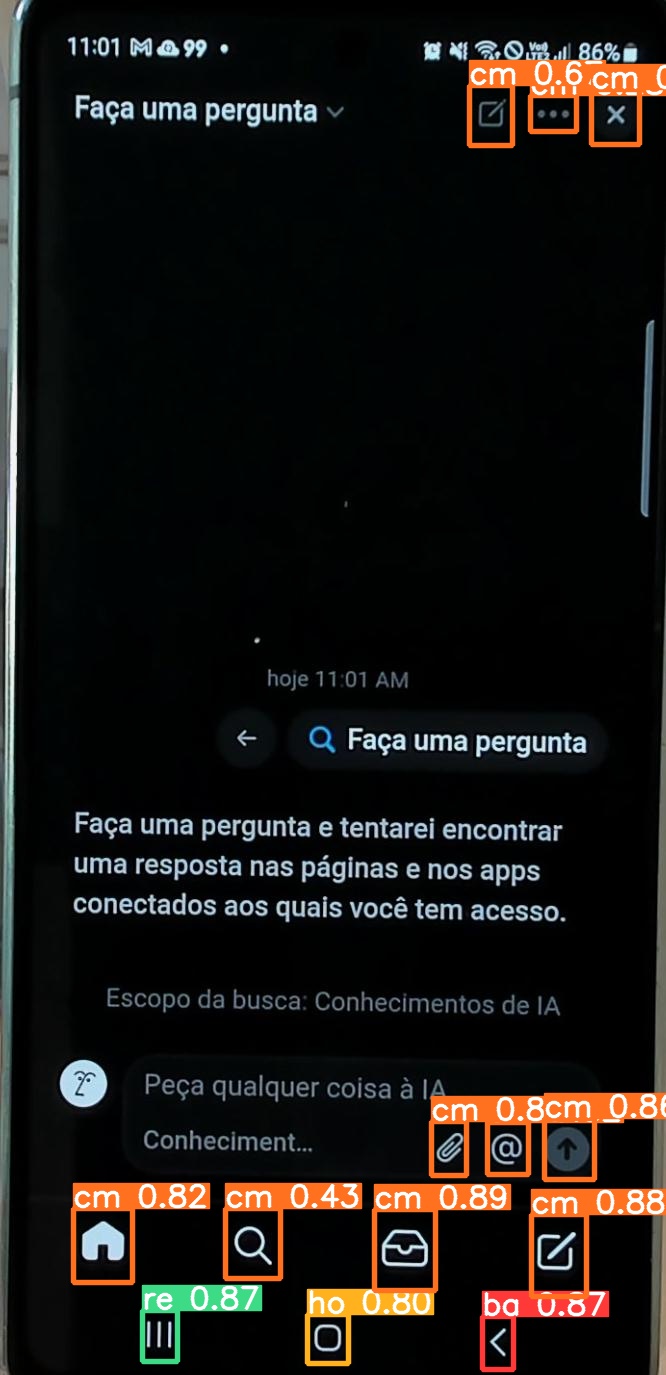 11:01 99
86%
cm 0.6
cm
Faça uma pergunta
hoje 11:01 AM
Faça uma pergunta
Faça uma pergunta e tentarei encontrar
uma resposta nas páginas e nos apps
conectados aos quais você tem acesso.
Escopo da busca: Conhecimentos de IA
Peça qualquer coisa à IA
cm 0.8
cm 0.86
Conheciment...
@
cm 0.82 cm 0.43 cm 0.89 cm 0.88
re 0.87 ho 0.80 ba 0.87